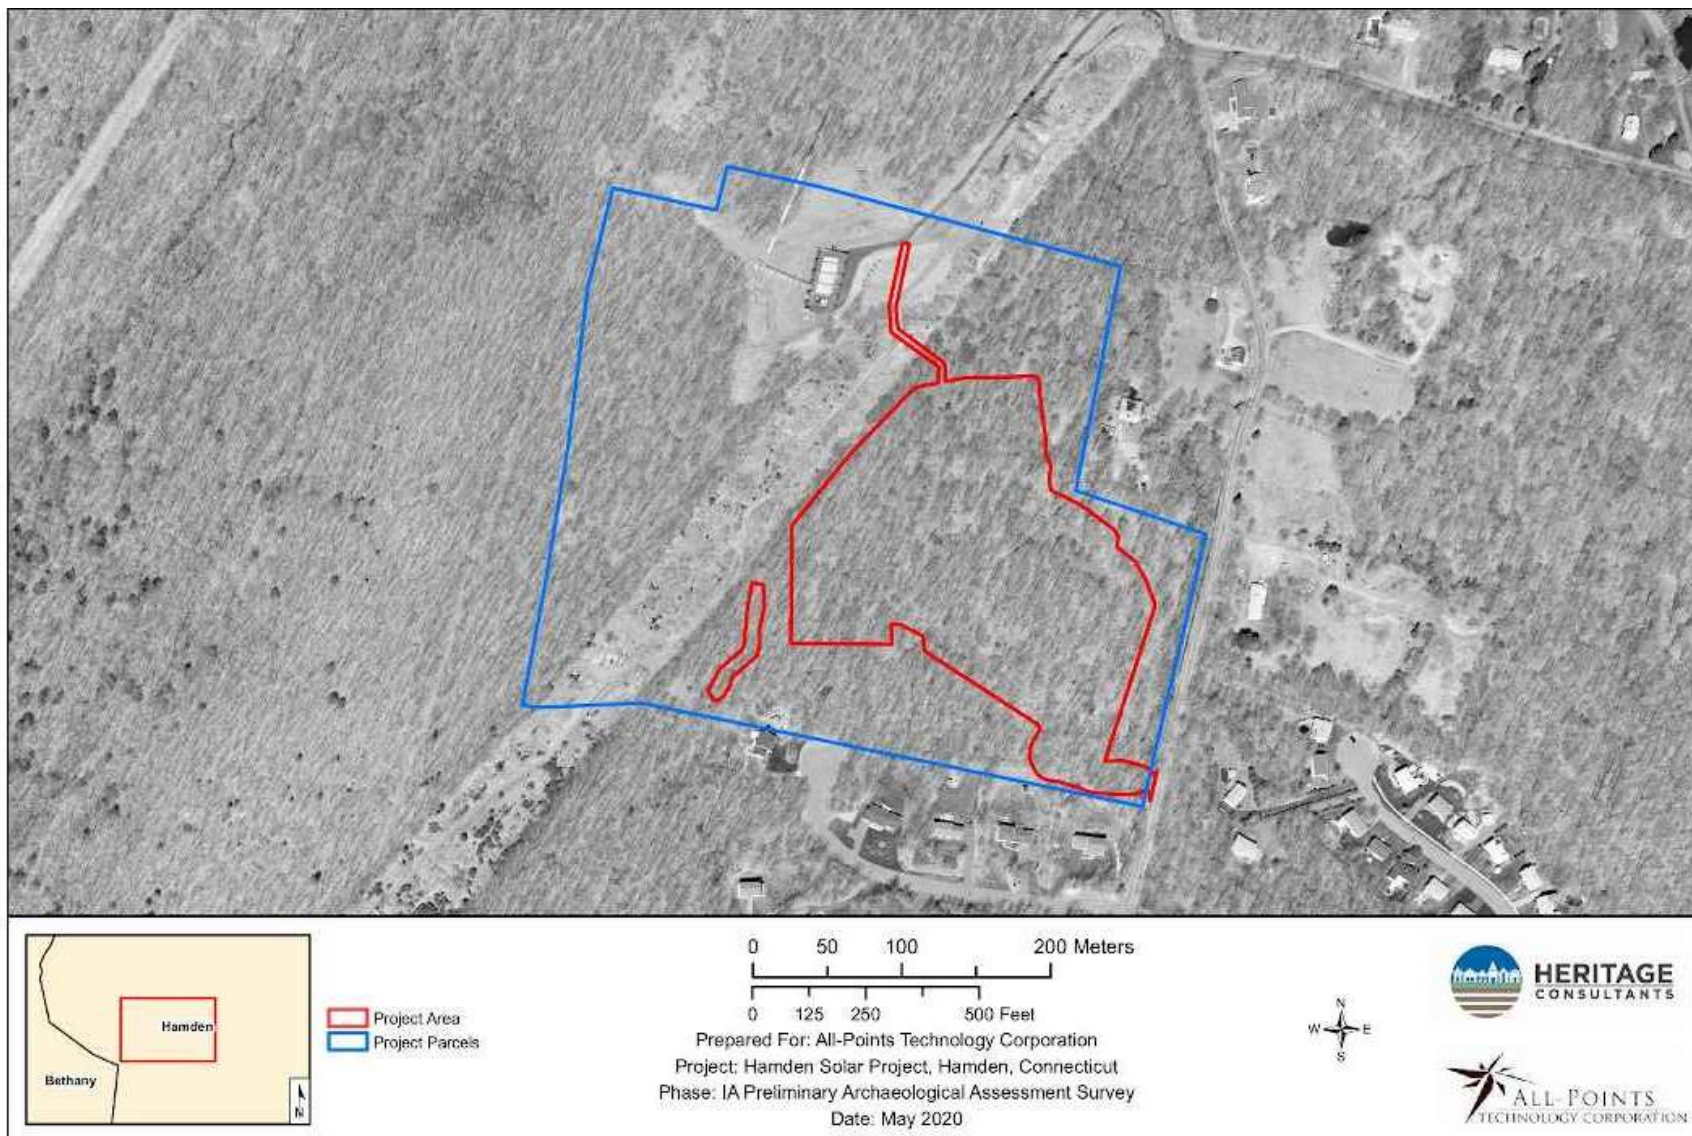 Hamden
Bethany
N
Project Area
Project Parcels
0 50 100 200 Meters
0 125 250 500 Feet
Prepared For: All-Points Technology Corporation
Project: Hamden Solar Project, Hamden, Connecticut
Phase: IA Preliminary Archaeological Assessment Survey
Date: May 2020
N
W E
S
HERITAGE
CONSULTANTS
ALL-POINTS
TECHNOLOGY CORPORATION